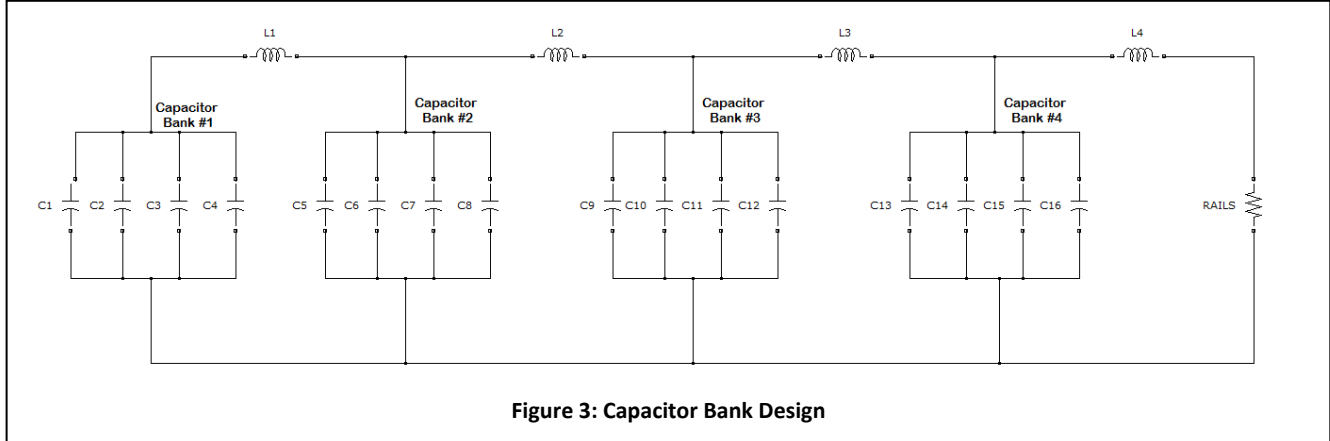 L1 L2 L3 L4
Capacitor
Bank #1
Capacitor
Bank #2
Capacitor
Bank #3
Capacitor
Bank #4
C1 C2 C3 C4 C5 C6 C7 C8 C9 C10 C11 C12 C13 C14 C15 C16 RAILS
Figure 3: Capacitor Bank Design